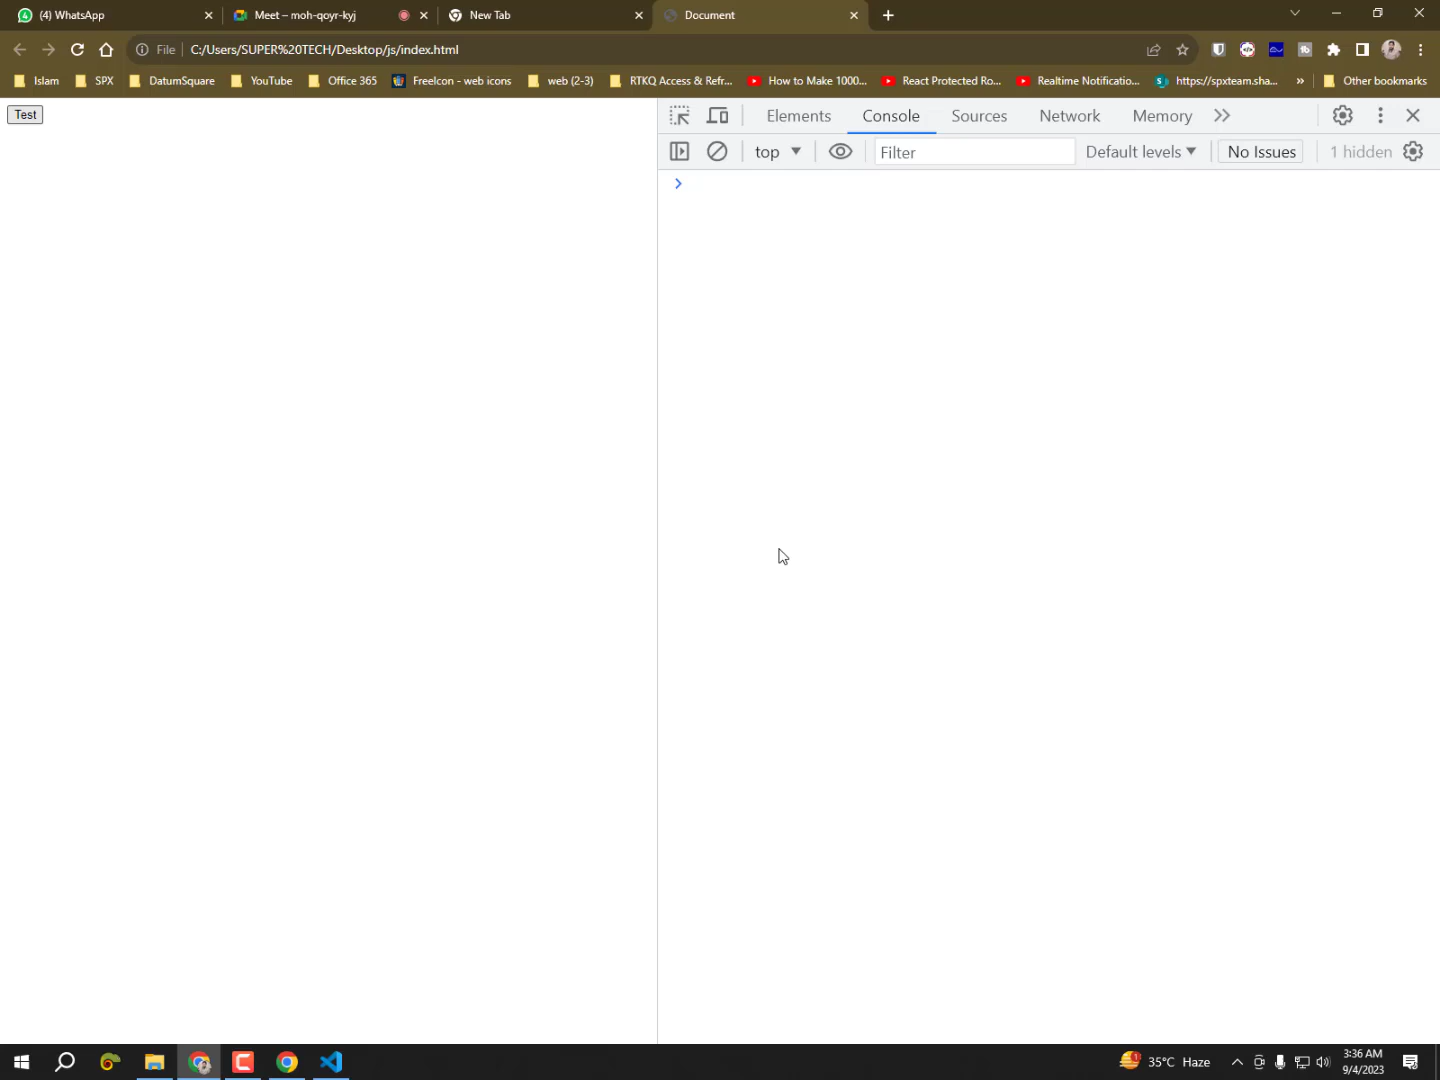 (4) WhatsApp
Meet – moh-qoyr-kyj
New Tab
Document
File
C:/Users/SUPER%20TECH/Desktop/js/index.html
Islam
SPX
DatumSquare
YouTube
Office 365
FreeIcon - web icons
web (2-3)
RTKQ Access & Refr...
How to Make 1000...
React Protected Ro...
Realtime Notificatio...
https://spxteam.sha...
»
Other bookmarks
Test
Elements
Console
Sources
Network
Memory
top
Filter
Default levels
No Issues
1 hidden
35°C Haze
3:36 AM
9/4/2023